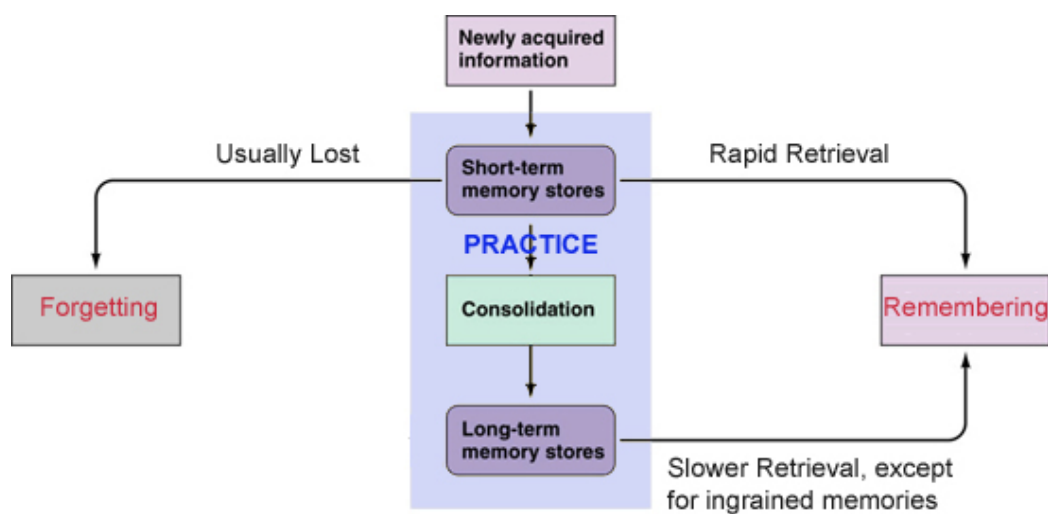 Newly acquired
information
Usually Lost
Rapid Retrieval
Short-term
memory stores
PRACTICE
Forgetting
Consolidation
Remembering
Long-term
memory stores
Slower Retrieval, except
for ingrained memories